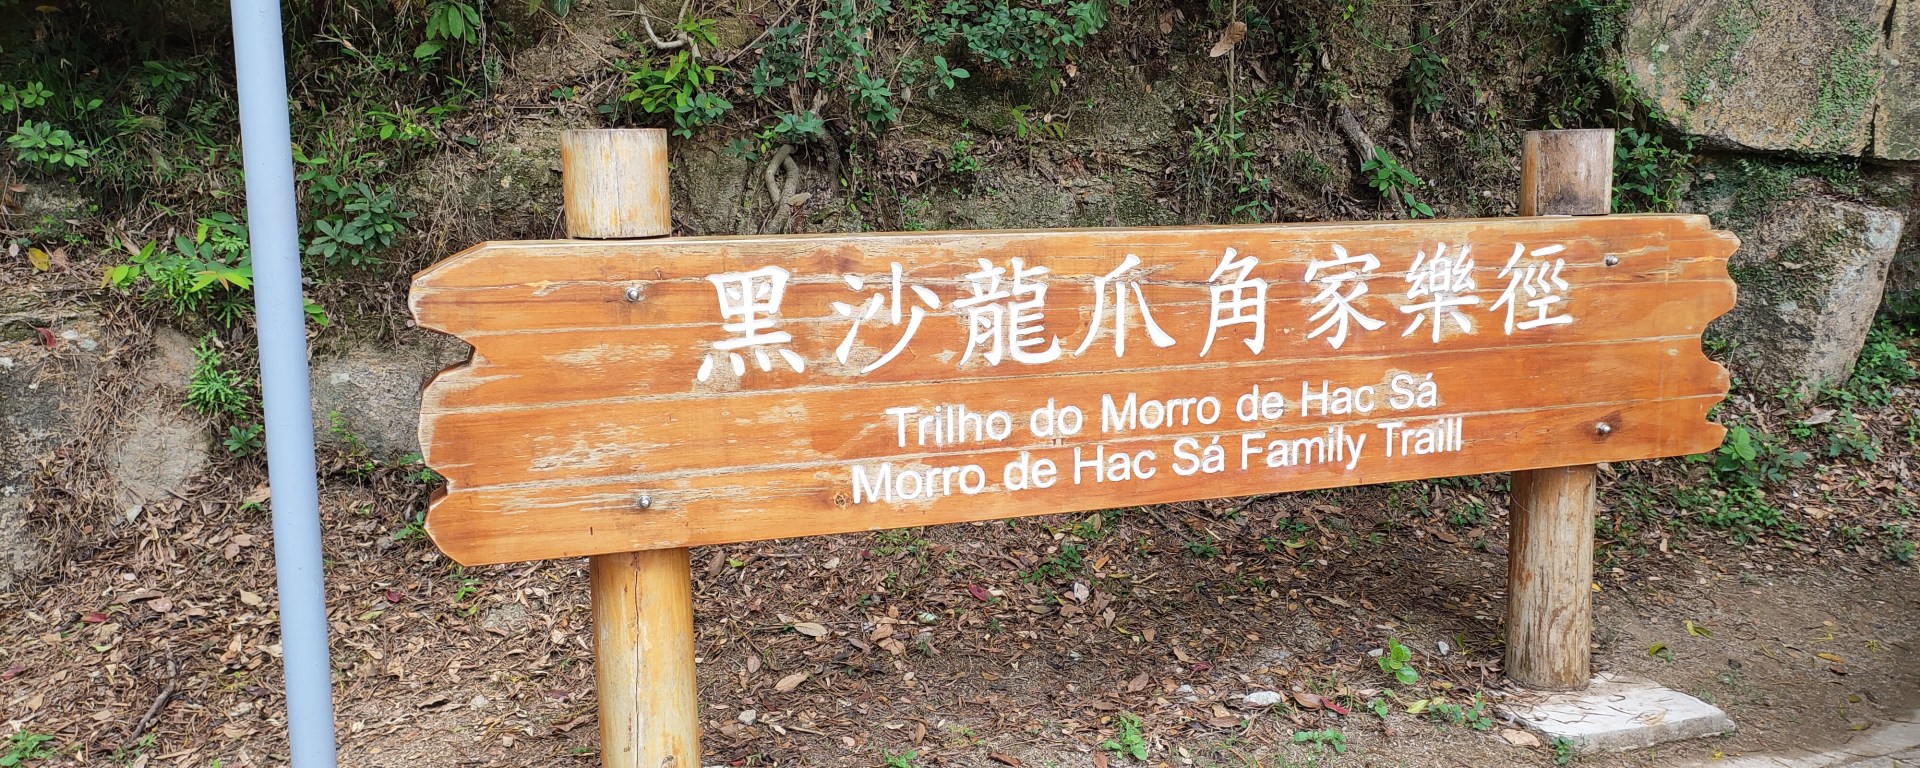 黑沙龍爪角家樂徑
Trilho do Morro de Hac Sá
Morro de Hac Sá Family Traill